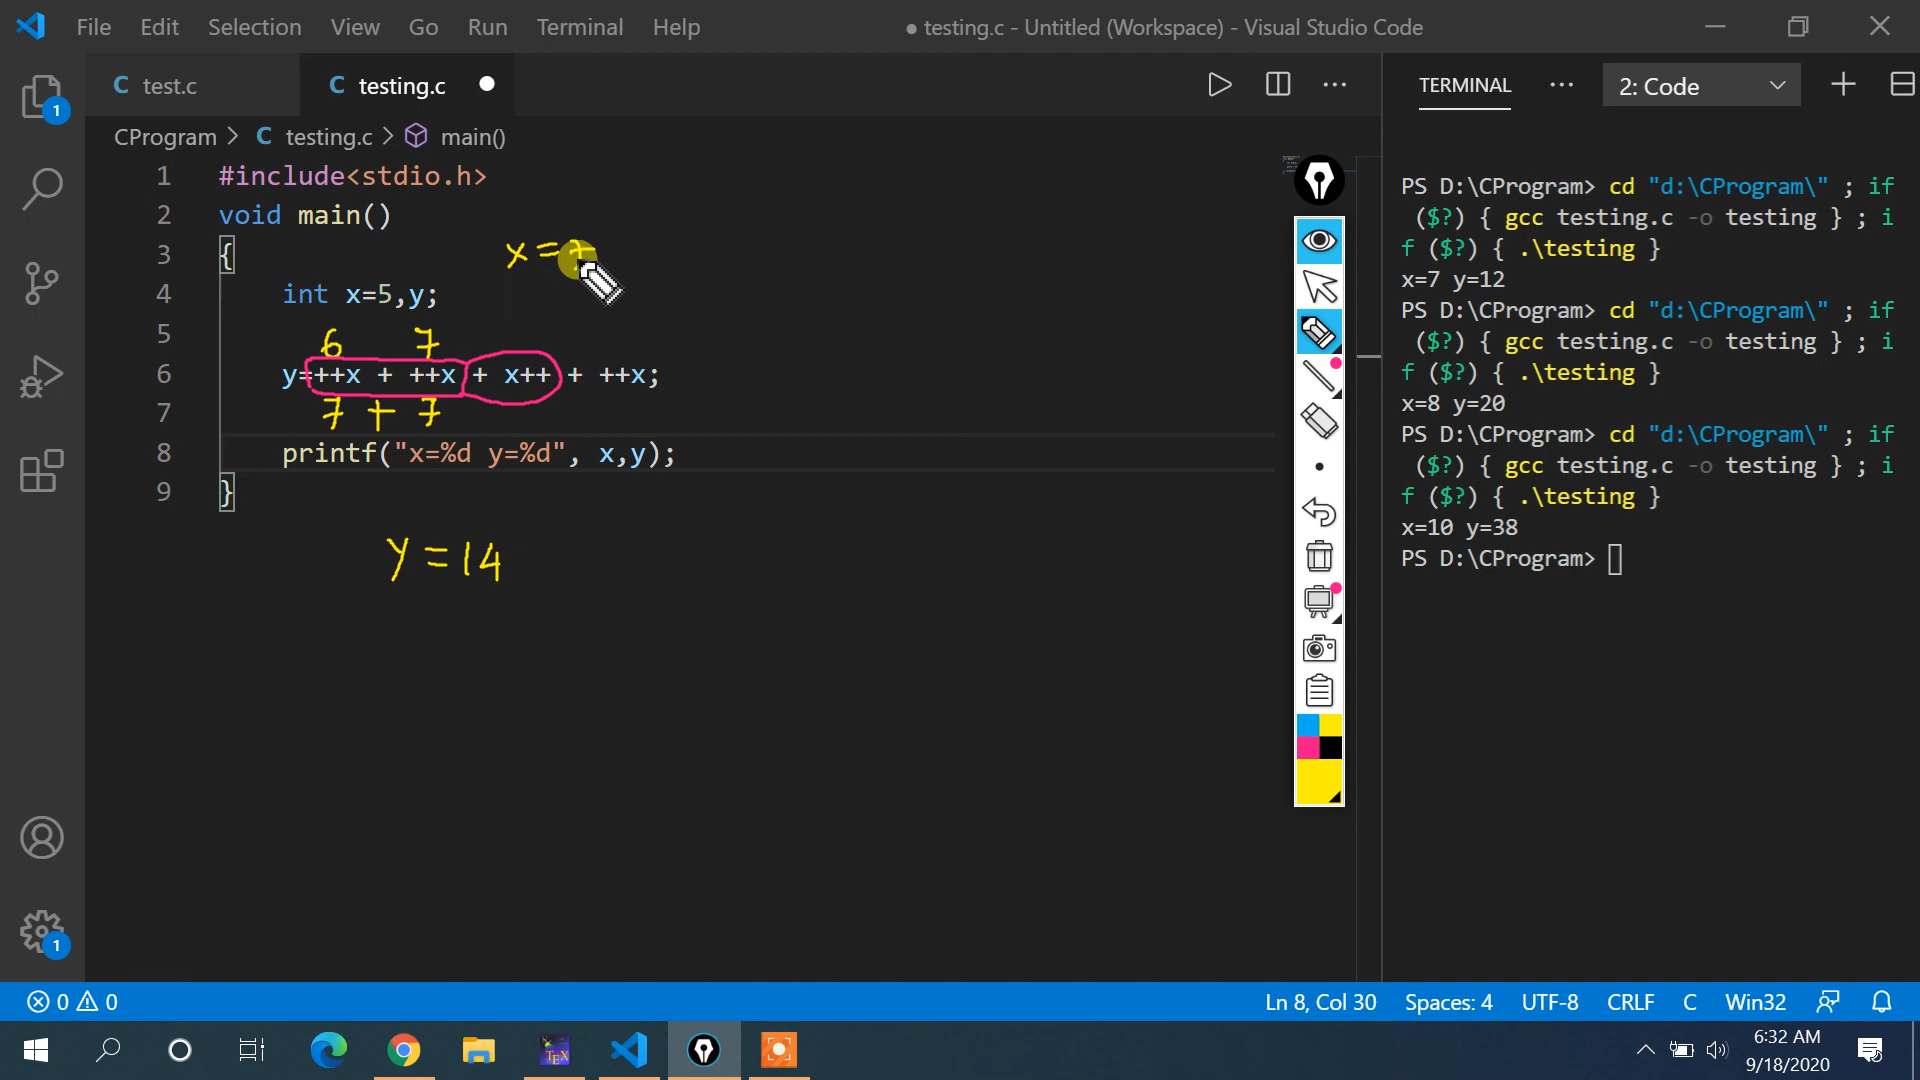 File Edit Selection View Go Run Terminal Help ● testing.c - Untitled (Workspace) - Visual Studio Code
C test.c C testing.c ●
CProgram > C testing.c > main()
1 #include<stdio.h>
2 void main()
3 {
x = 7
4 int x=5,y;
5
6 7
6 y=++x + ++x + x++ + ++x;
7
7 + 7
8 printf("x=%d y=%d", x,y);
9 }
y = 14
TERMINAL ··· 2: Code
PS D:\CProgram> cd "d:\CProgram\" ; if
($?) { gcc testing.c -o testing } ; i
f ($?) { .\testing }
x=7 y=12
PS D:\CProgram> cd "d:\CProgram\" ; if
($?) { gcc testing.c -o testing } ; i
f ($?) { .\testing }
x=8 y=20
PS D:\CProgram> cd "d:\CProgram\" ; if
($?) { gcc testing.c -o testing } ; i
f ($?) { .\testing }
x=10 y=38
PS D:\CProgram>
1
1
0 0 Ln 8, Col 30 Spaces: 4 UTF-8 CRLF C Win32
TEX
6:32 AM
9/18/2020